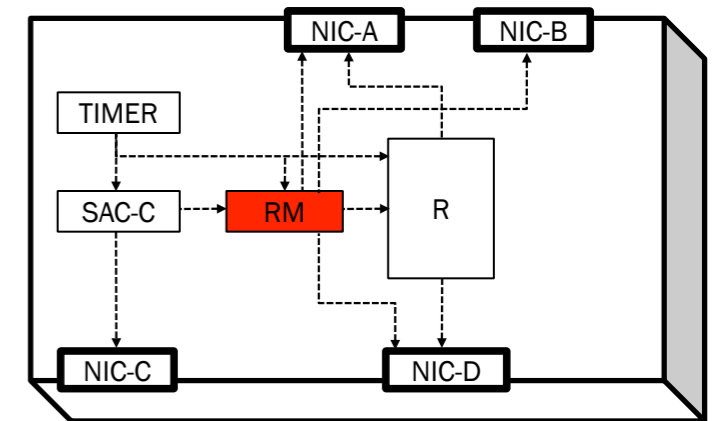 NIC-A
NIC-B
TIMER
SAC-C
RM
R
NIC-C
NIC-D